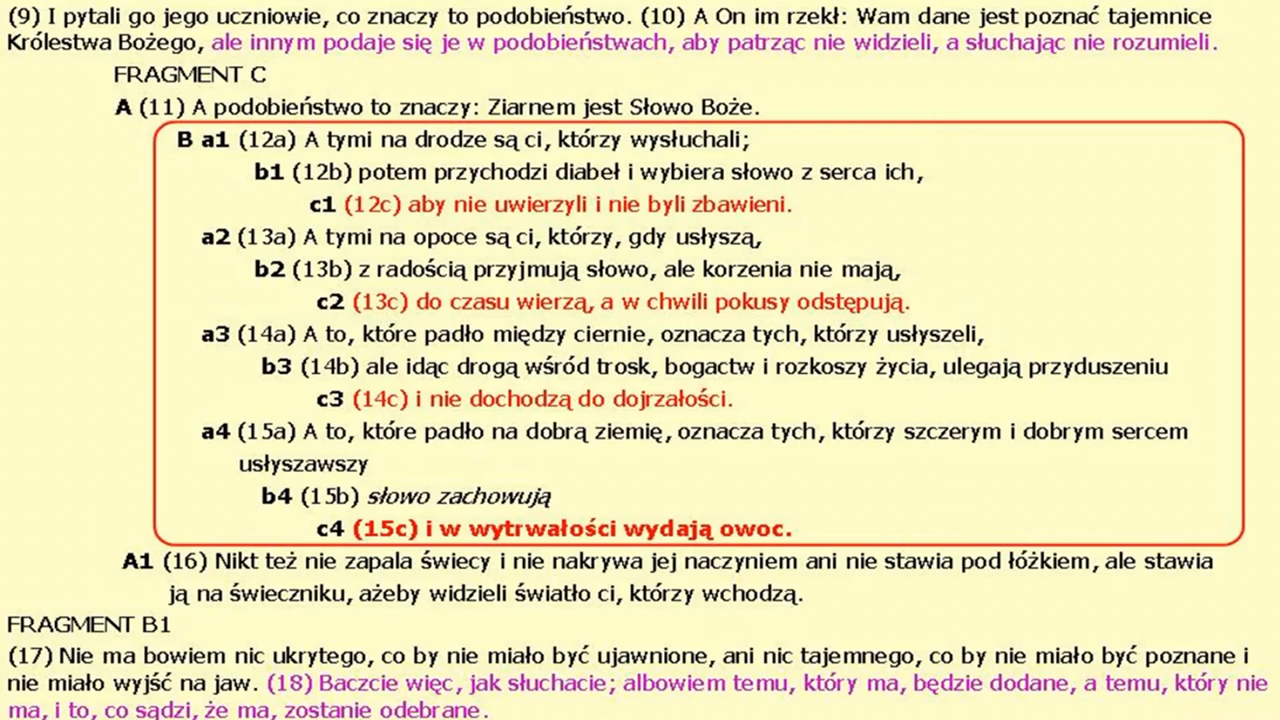 (9) I pytali go jego uczniowie, co znaczy to podobieństwo. (10) A On im rzekł: Wam dane jest poznać tajemnice
Królestwa Bożego, ale innym podaje się je w podobieństwach, aby patrząc nie widzieli, a słuchając nie rozumieli.
FRAGMENT C
A (11) A podobieństwo to znaczy: Ziarnem jest Słowo Boże.
B a1 (12a) A tymi na drodze są ci, którzy wysłuchali;
b1 (12b) potem przychodzi diabeł i wybiera słowo z serca ich,
c1 (12c) aby nie uwierzyli i nie byli zbawieni.
a2 (13a) A tymi na opoce są ci, którzy, gdy usłyszą,
b2 (13b) z radością przyjmują słowo, ale korzenia nie mają,
c2 (13c) do czasu wierzą, a w chwili pokusy odstępują.
a3 (14a) A to, które padło między ciernie, oznacza tych, którzy usłyszeli,
b3 (14b) ale idąc drogą wśród trosk, bogactw i rozkoszy życia, ulegają przyduszeniu
c3 (14c) i nie dochodzą do dojrzałości.
a4 (15a) A to, które padło na dobrą ziemię, oznacza tych, którzy szczerym i dobrym sercem
usłyszawszy
b4 (15b) słowo zachowują
c4 (15c) i w wytrwałości wydają owoc.
A1 (16) Nikt też nie zapala świecy i nie nakrywa jej naczyniem ani nie stawia pod łóżkiem, ale stawia
ją na świeczniku, ażeby widzieli światło ci, którzy wchodzą.
FRAGMENT B1
(17) Nie ma bowiem nic ukrytego, co by nie miało być ujawnione, ani nic tajemnego, co by nie miało być poznane i
nie miało wyjść na jaw. (18) Baczcie więc, jak słuchacie; albowiem temu, który ma, będzie dodane, a temu, który nie
ma, i to, co sądzi, że ma, zostanie odebrane.